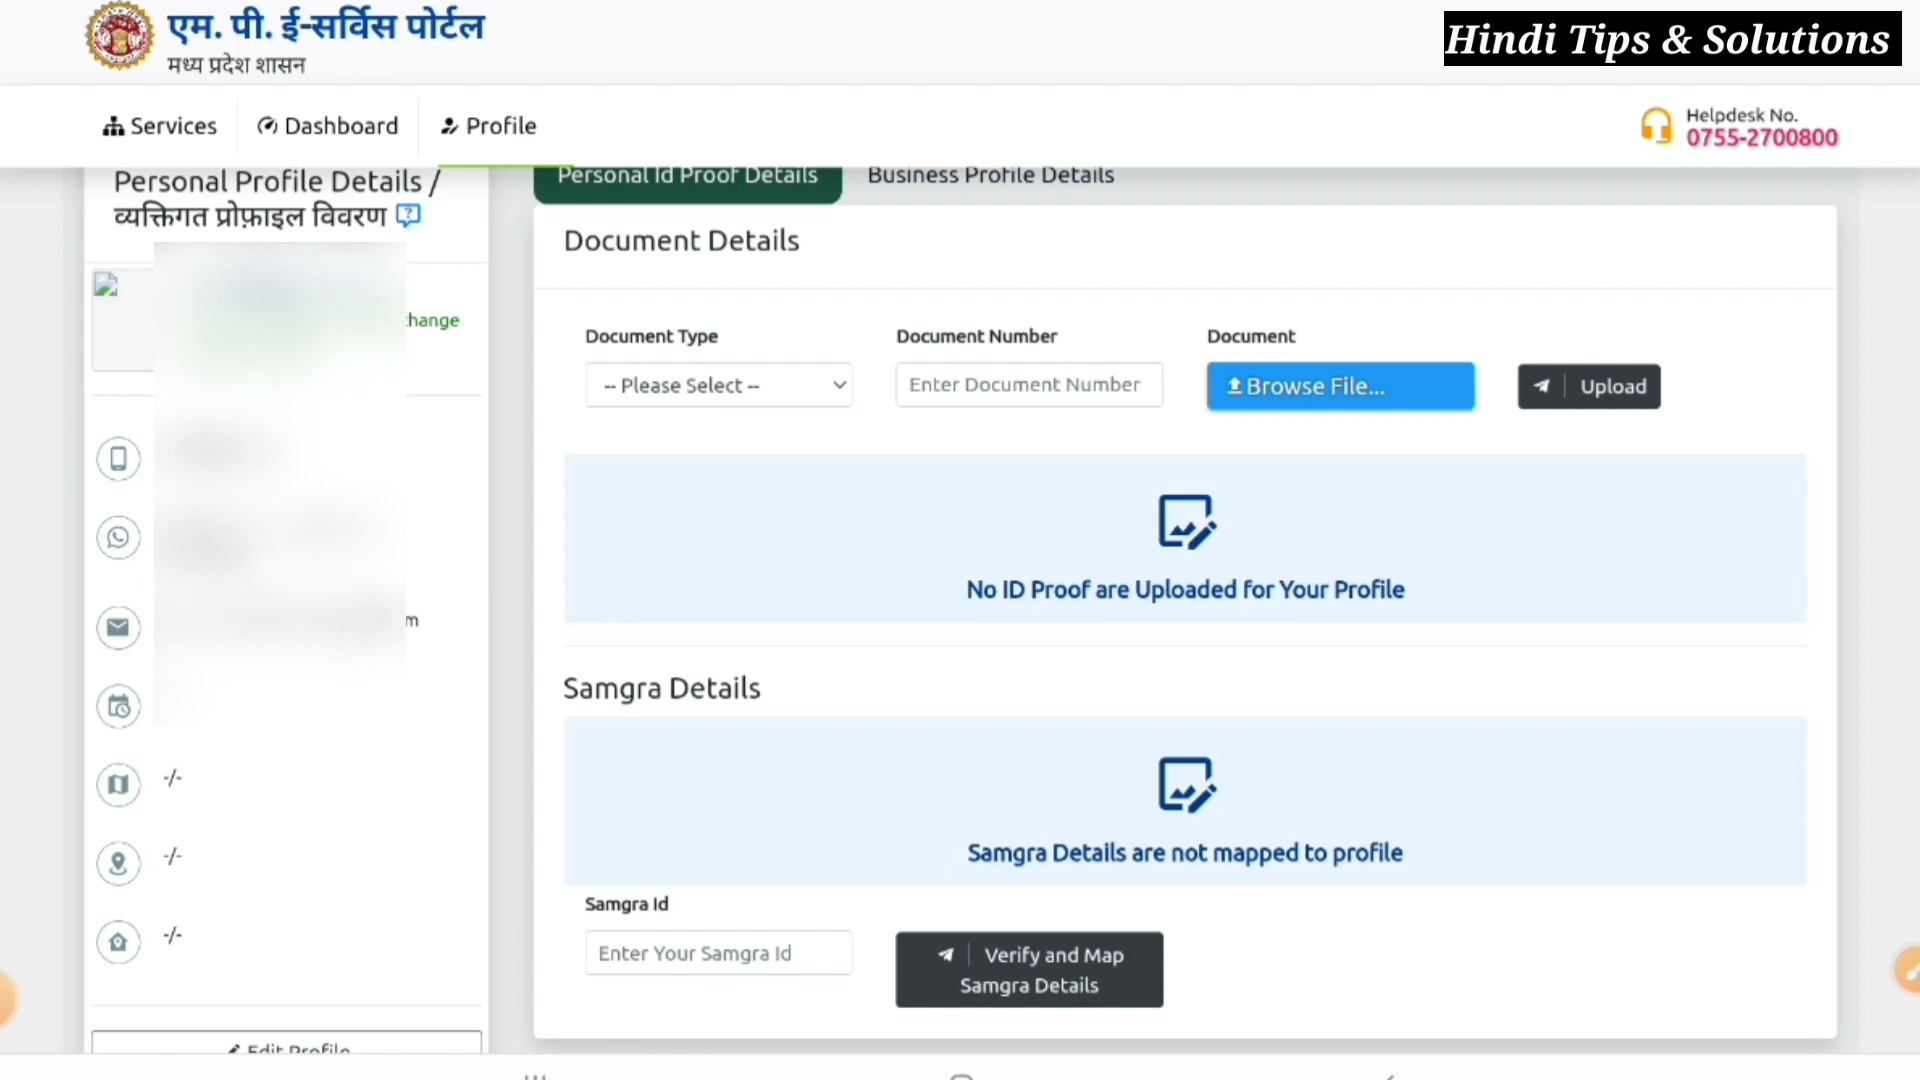 एम. पी. ई-सर्विस पोर्टल
मध्य प्रदेश शासन
Hindi Tips & Solutions
Services
Dashboard
Profile
Helpdesk No.
0755-2700800
Personal Profile Details /
व्यक्तिगत प्रोफ़ाइल विवरण
hange
m
-/-
-/-
-/-
Edit Profile
Personal Id Proof Details
Business Profile Details
Document Details
Document Type
Document Number
Document
-- Please Select --
Enter Document Number
Browse File...
Upload
No ID Proof are Uploaded for Your Profile
Samgra Details
Samgra Details are not mapped to profile
Samgra Id
Enter Your Samgra Id
Verify and Map
Samgra Details